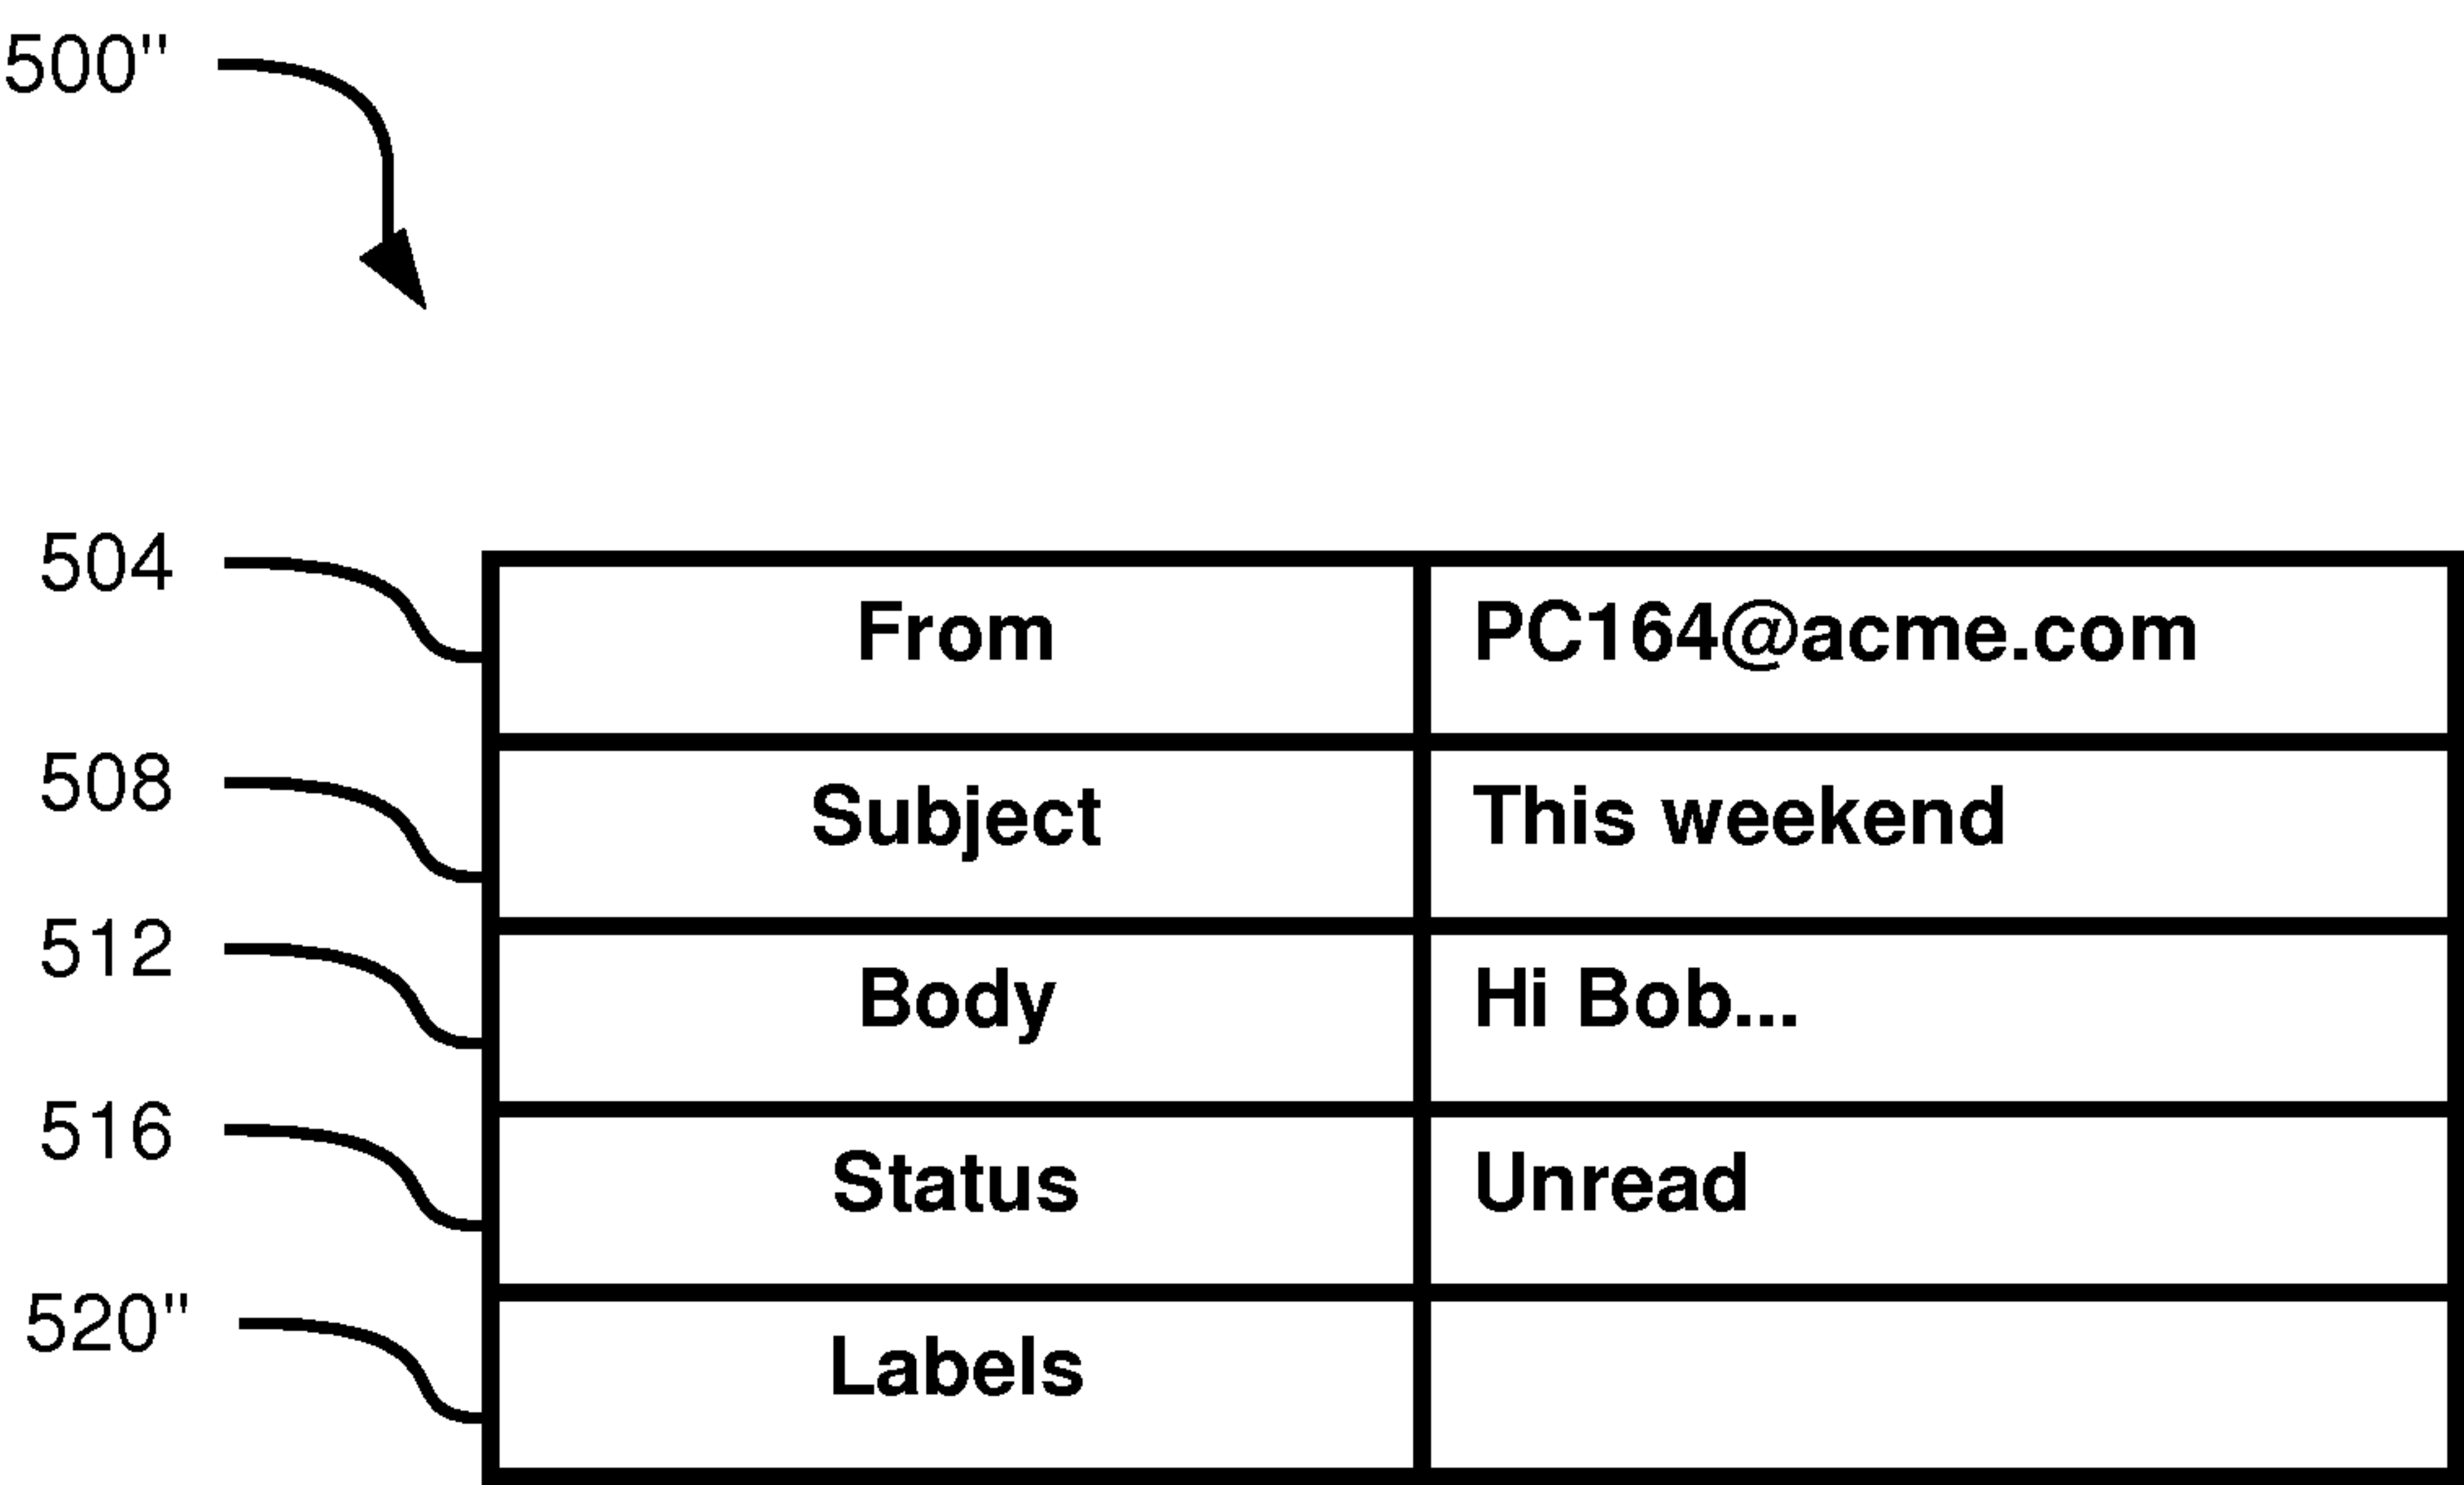 500"
504
From PC164@acme.com
508
Subject This weekend
512
Body Hi Bob...
516
Status Unread
520"
Labels